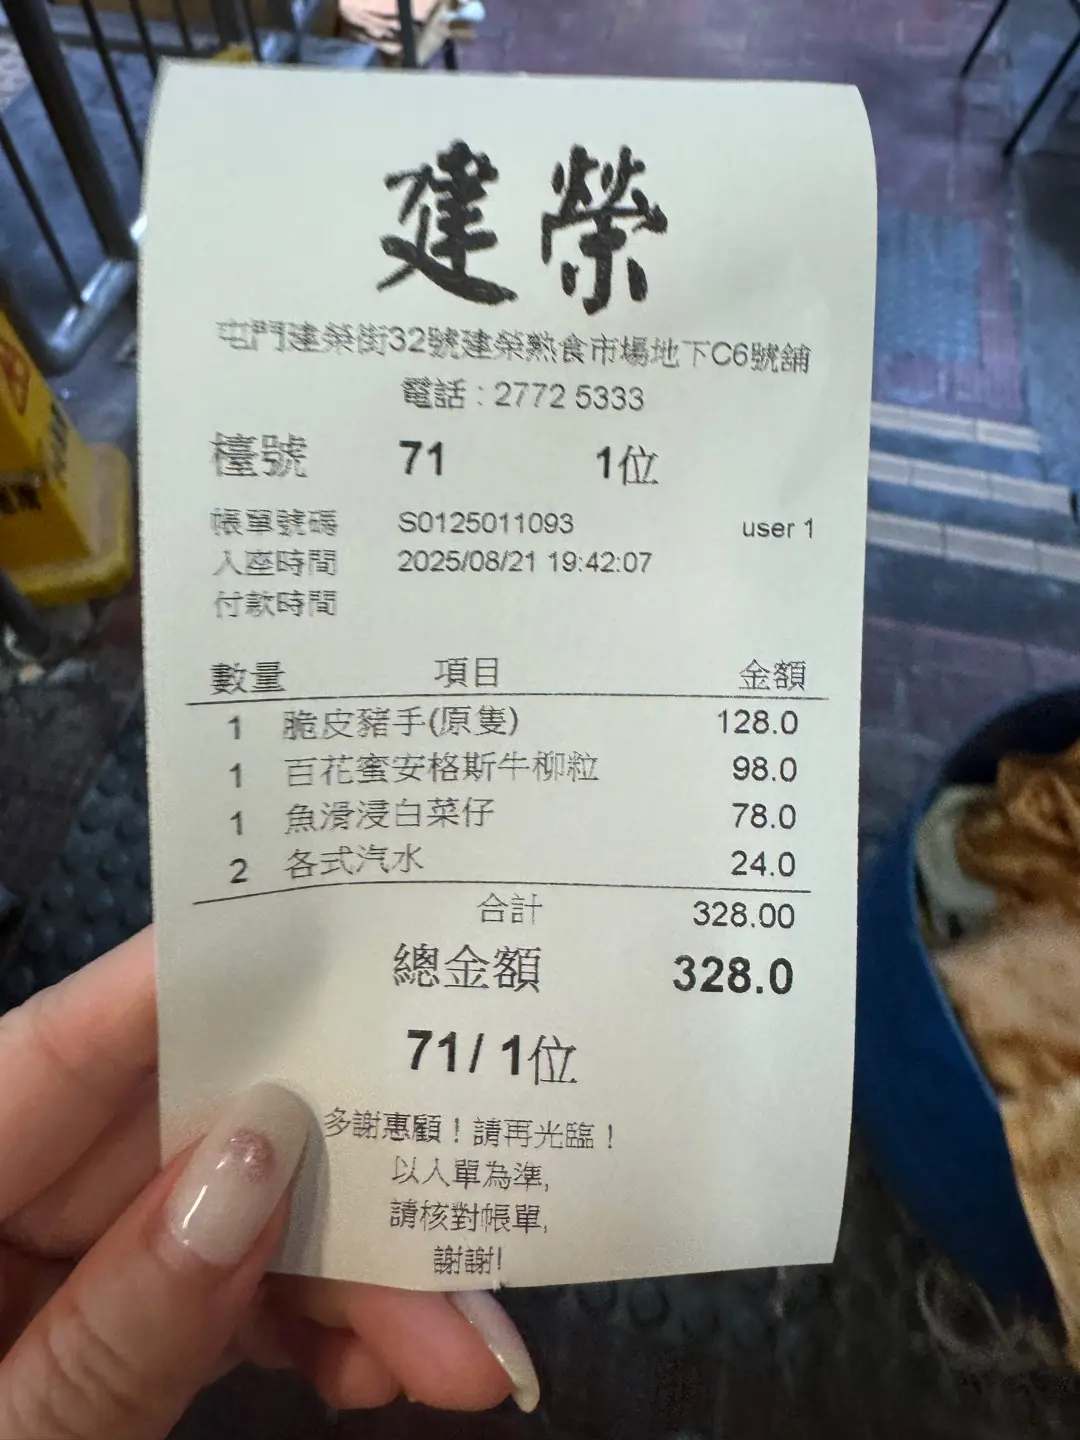 建榮
屯門建榮街32號建榮熟食市場地下C6號舖
電話：2772 5333
檯號 71 1位
帳單號碼 S0125011093 user 1
入座時間 2025/08/21 19:42:07
付款時間
數量 項目 金額
1 脆皮豬手(原隻) 128.0
1 百花蜜安格斯牛柳粒 98.0
1 魚滑浸白菜仔 78.0
2 各式汽水 24.0
合計 328.00
總金額 328.0
71/ 1位
多謝惠顧！請再光臨！
以人單為準,
請核對帳單,
謝謝!